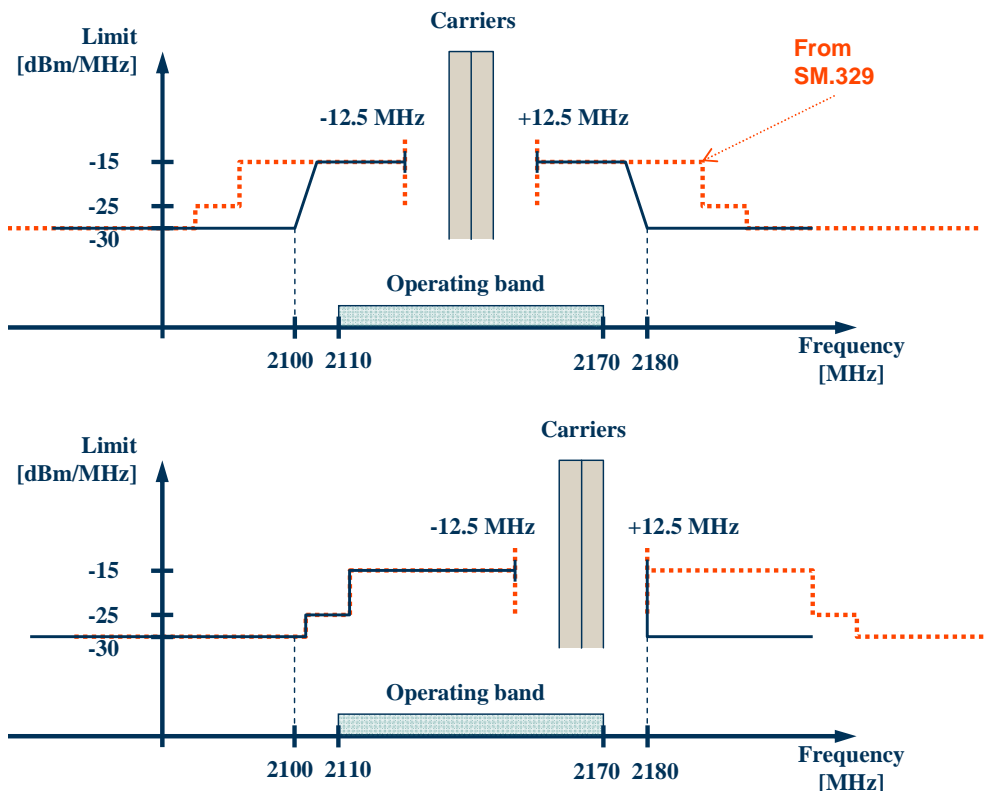 Carriers
Limit
[dBm/MHz]
From
SM.329
-12.5 MHz
+12.5 MHz
-15
-25
-30
Operating band
2100
2110
2170
2180
Frequency
[MHz]
Carriers
Limit
[dBm/MHz]
-12.5 MHz
+12.5 MHz
-15
-25
-30
Operating band
2100
2110
2170
2180
Frequency
[MHz]